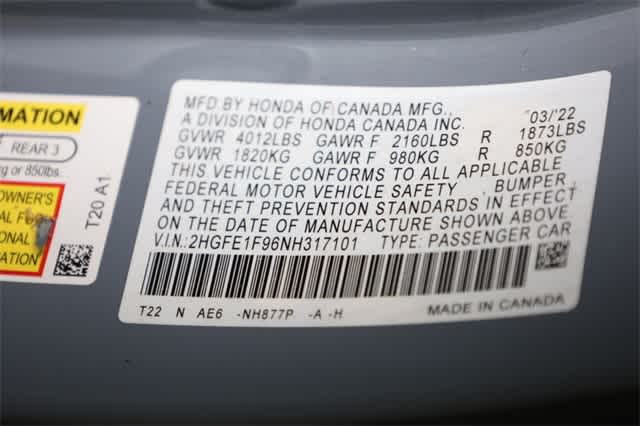 MATION
REAR 3
g or 850lbs.
OWNER'S
AL FOR
ONAL
ATION
T20 A1
MFD.BY HONDA OF CANADA MFG., 03/'22
A DIVISION OF HONDA CANADA INC.
GVWR 4012LBS GAWR F 2160LBS R 1873LBS
GVWR 1820KG GAWR F 980KG R 850KG
THIS VEHICLE CONFORMS TO ALL APPLICABLE
FEDERAL MOTOR VEHICLE SAFETY, BUMPER,
AND THEFT PREVENTION STANDARDS IN EFFECT
ON THE DATE OF MANUFACTURE SHOWN ABOVE
V.I.N.:2HGFE1F96NH317101 TYPE: PASSENGER CAR
T22 N AE6 -NH877P -A -H MADE IN CANADA